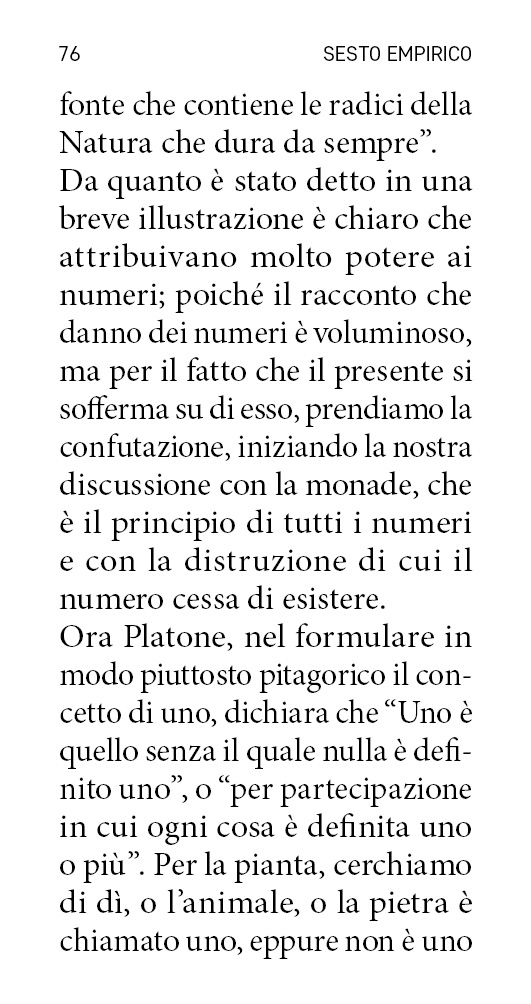 76 SESTO EMPIRICO
fonte che contiene le radici della
Natura che dura da sempre”.
Da quanto è stato detto in una
breve illustrazione è chiaro che
attribuivano molto potere ai
numeri; poiché il racconto che
danno dei numeri è voluminoso,
ma per il fatto che il presente si
sofferma su di esso, prendiamo la
confutazione, iniziando la nostra
discussione con la monade, che
è il principio di tutti i numeri
e con la distruzione di cui il
numero cessa di esistere.
Ora Platone, nel formulare in
modo piuttosto pitagorico il con-
cetto di uno, dichiara che “Uno è
quello senza il quale nulla è defi-
nito uno”, o “per partecipazione
in cui ogni cosa è definita uno
o più”. Per la pianta, cerchiamo
di dì, o l’animale, o la pietra è
chiamato uno, eppure non è uno